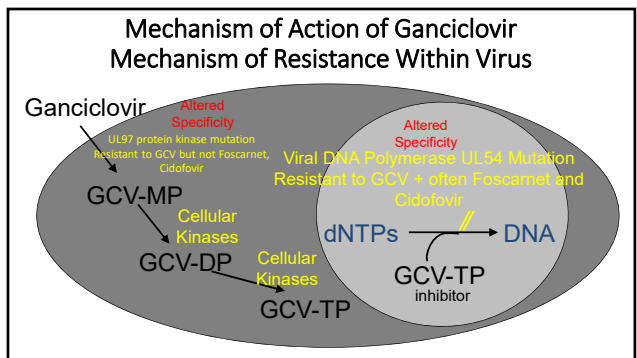 Mechanism of Action of Ganciclovir
Mechanism of Resistance Within Virus
Ganciclovir
Altered
Specificity
UL97 protein kinase mutation
Resistant to GCV but not Foscarnet,
Cidofovir
GCV-MP
Cellular
Kinases
GCV-DP
Cellular
Kinases
GCV-TP
Altered
Specificity
Viral DNA Polymerase UL54 Mutation
Resistant to GCV + often Foscarnet and
Cidofovir
dNTPs
DNA
GCV-TP
inhibitor